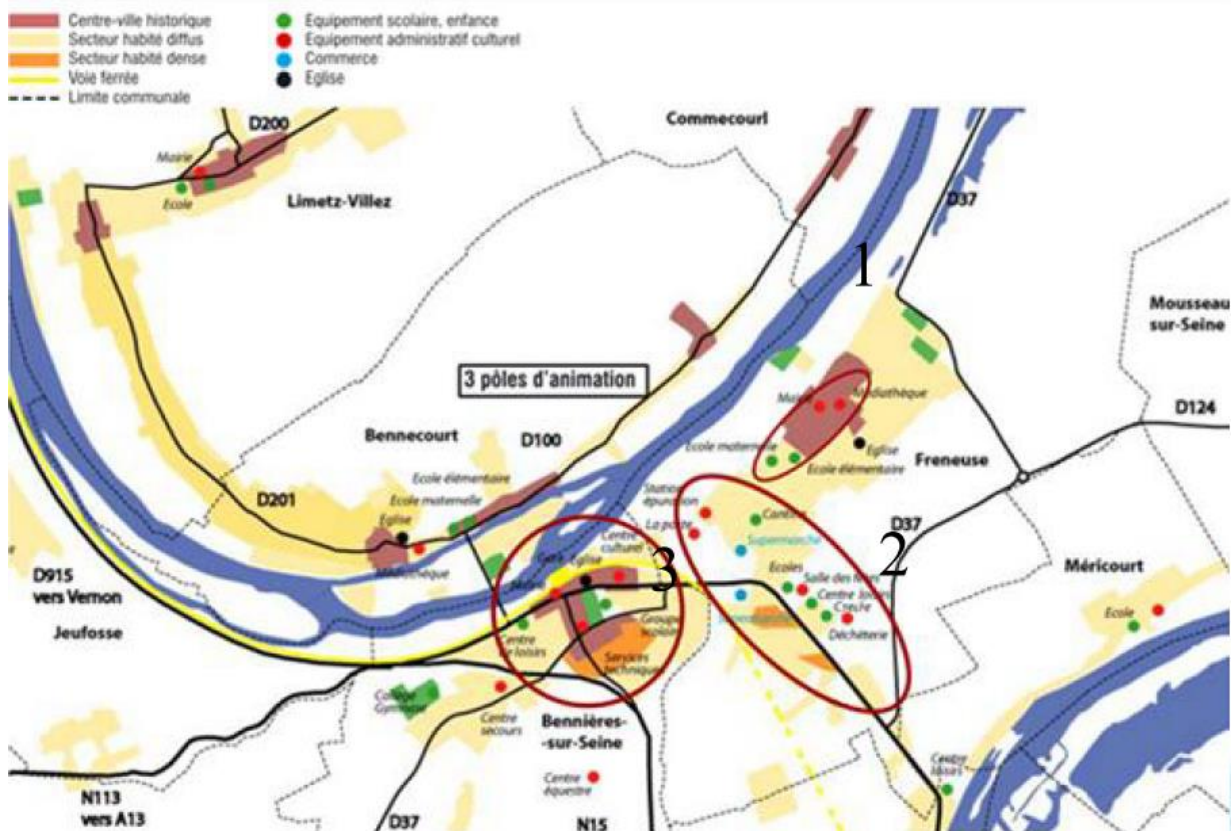 Centre-ville historique
Secteur habité diffus
Secteur habité dense
Voie ferrée
Limite communale
Equipement scolaire, enfance
Equipement administratif culturel
Commerce
Eglise
D200
Mairie
Ecole
Limetz-Villez
Commecourl
D37
1
Mousseau
sur-Seine
3 pôles d'animation
Mairie
Médiathèque
D124
Bennecourt
D100
Ecole maternelle
Eglise
Ecole élémentaire
Freneuse
Ecole élémentaire
Ecole maternelle
D201
Eglise
Médiathèque
Station
épuration
La poste
Cantine
D37
Supermarché
2
Centre
culturel
Gare
Eglise
3
Mairie
Ecoles
Salle des fêtes
Centre loisirs
Crèche
Déchèterie
Méricourt
Ecole
D915
vers Vernon
Jeufosse
Centre
de loisirs
Groupe
scolaire
Services
techniques
Collège
Gymnase
Centre
secours
Bennières-
-sur-Seine
Centre
équestre
Centre
loisirs
N113
vers A13
D37
N15